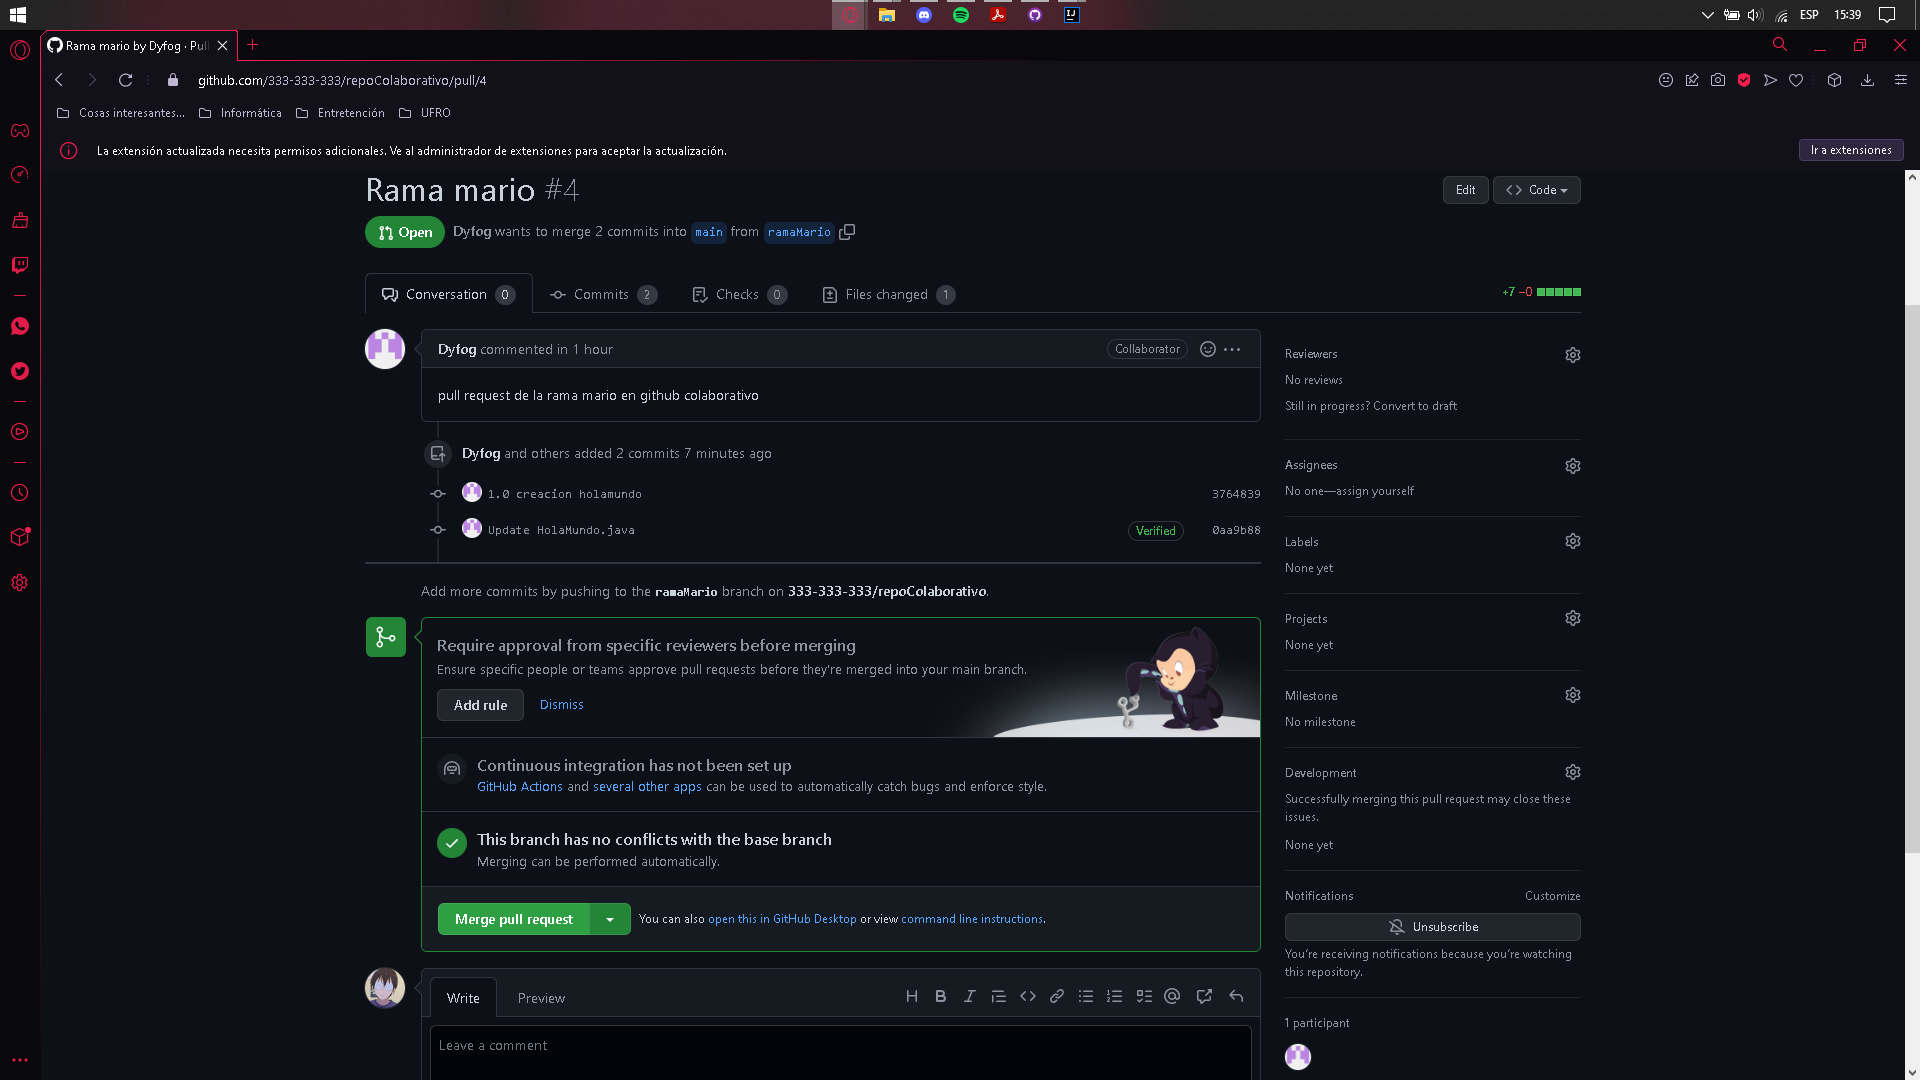 ESP 15:39
Rama mario by Dyfog · Pull
github.com/333-333-333/repoColaborativo/pull/4
Cosas interesantes... Informática Entretención UFRO
La extensión actualizada necesita permisos adicionales. Ve al administrador de extensiones para aceptar la actualización. Ir a extensiones
Rama mario #4 Edit Code
Open Dyfog wants to merge 2 commits into main from ramaMario
Conversation 0 Commits 2 Checks 0 Files changed 1 +7 −0
Dyfog commented in 1 hour Collaborator
pull request de la rama mario en github colaborativo
Dyfog and others added 2 commits 7 minutes ago
1.0 creacion holamundo 3764839
Update HolaMundo.java Verified 0aa9b88
Add more commits by pushing to the ramaMario branch on 333-333-333/repoColaborativo.
Require approval from specific reviewers before merging
Ensure specific people or teams approve pull requests before they're merged into your main branch.
Add rule Dismiss
Continuous integration has not been set up
GitHub Actions and several other apps can be used to automatically catch bugs and enforce style.
This branch has no conflicts with the base branch
Merging can be performed automatically.
Merge pull request You can also open this in GitHub Desktop or view command line instructions.
Write Preview
Leave a comment
Reviewers
No reviews
Still in progress? Convert to draft
Assignees
No one—assign yourself
Labels
None yet
Projects
None yet
Milestone
No milestone
Development
Successfully merging this pull request may close these
issues.
None yet
Notifications Customize
Unsubscribe
You're receiving notifications because you're watching
this repository.
1 participant